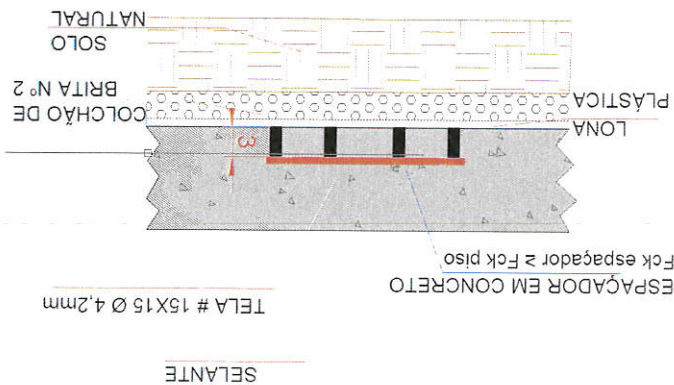 SELANTE
TELA # 15X15 Ø 4,2mm
ESPAÇADOR EM CONCRETO
Fck espaçador ≥ Fck piso
3
LONA
PLÁSTICA
COLCHÃO DE
BRITA Nº 2
SOLO
NATURAL